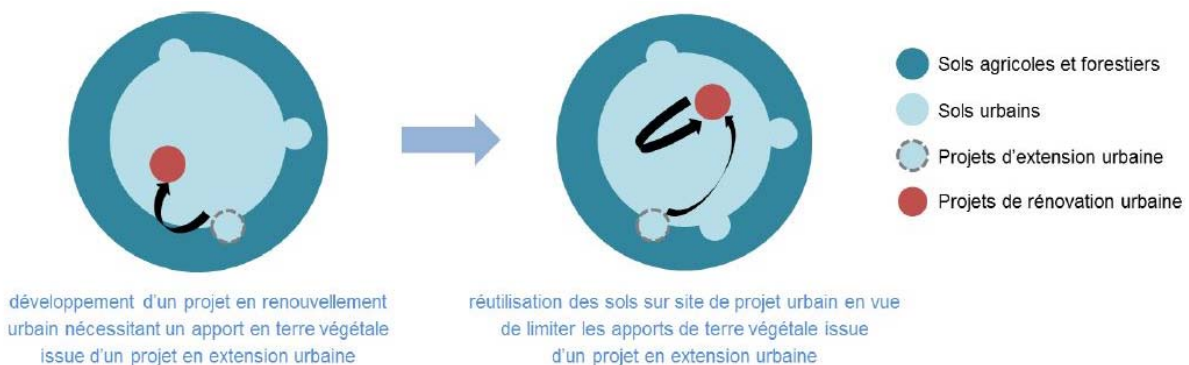 Sols agricoles et forestiers
Sols urbains
Projets d'extension urbaine
Projets de rénovation urbaine
développement d'un projet en renouvellement
urbain nécessitant un apport en terre végétale
issue d'un projet en extension urbaine
réutilisation des sols sur site de projet urbain en vue
de limiter les apports de terre végétale issue
d'un projet en extension urbaine